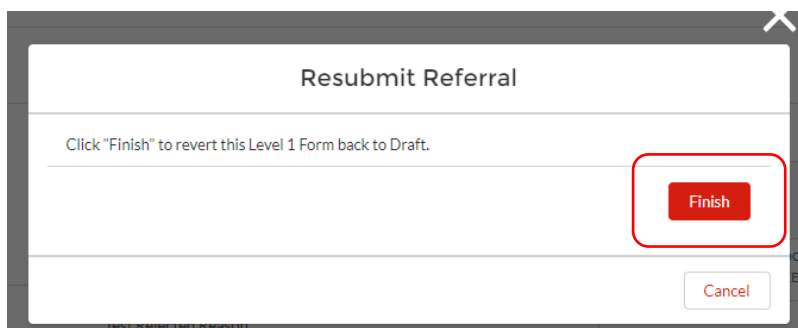 Resubmit Referral
Click "Finish" to revert this Level 1 Form back to Draft.
Finish
Cancel